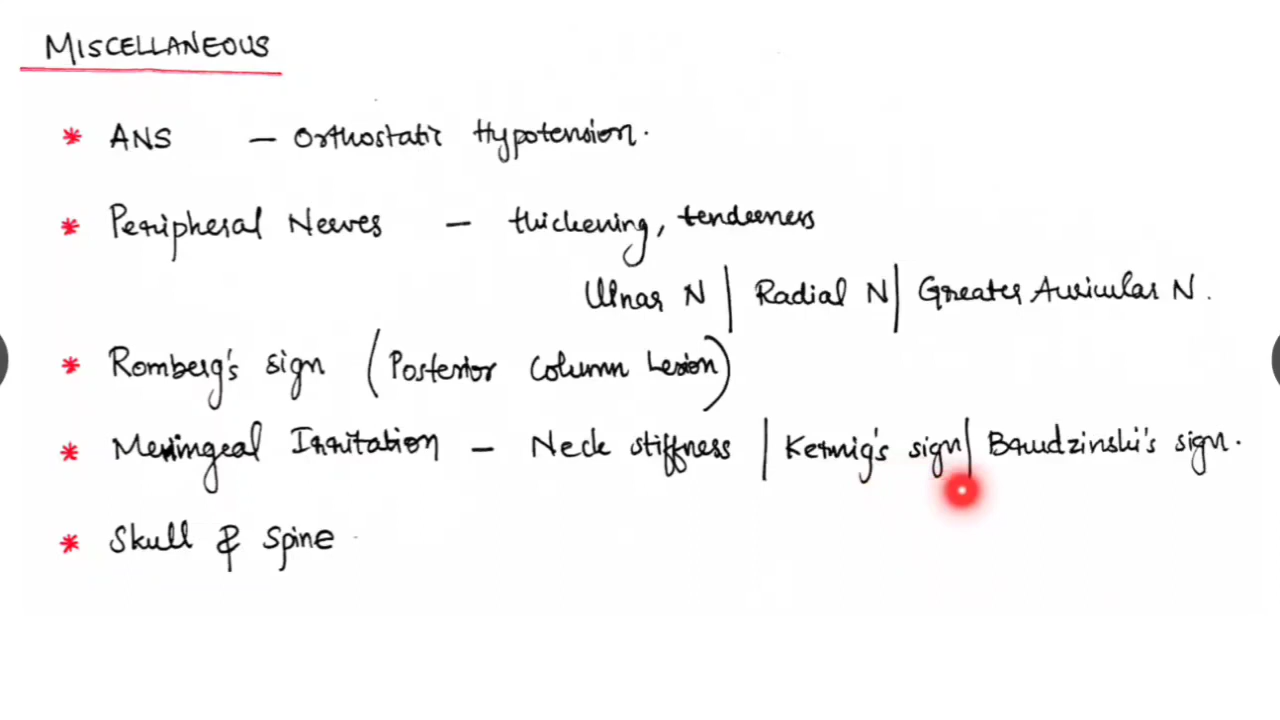 MISCELLANEOUS
* ANS — Orthostatic Hypotension.
* Peripheral Nerves — thickening, tenderness
Ulnar N | Radial N | Greater Auricular N.
* Romberg's sign (Posterior Column Lesion)
* Meningeal Irritation — Neck stiffness | Kernig's sign | Brudzinski's sign.
* Skull & Spine